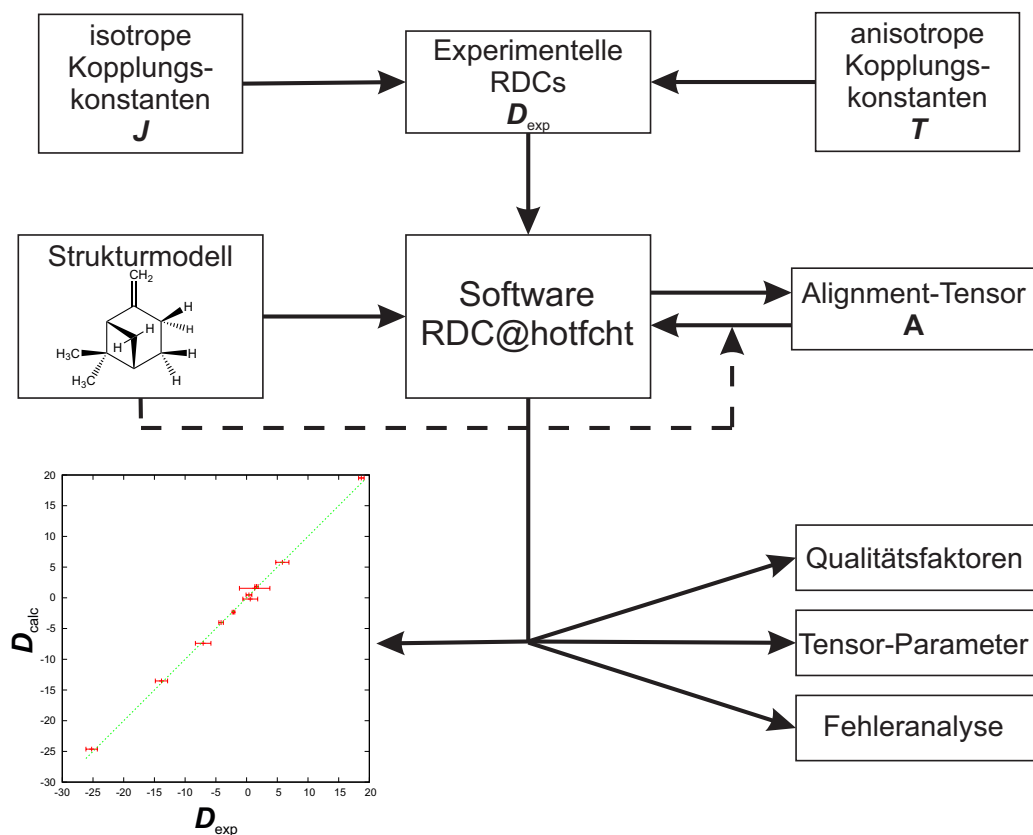 isotrope
Kopplungs-
konstanten
J
Experimentelle
RDCs
Dexp
anisotrope
Kopplungs-
konstanten
T
Strukturmodell
CH2
H
H
H
H
H
H
H3C
H3C
Software
RDC@hotfcht
Alignment-Tensor
A
20
15
10
5
0
-5
-10
-15
-20
-25
-30
-30 -25 -20 -15 -10 -5 0 5 10 15 20
Dcalc
Dexp
Qualitätsfaktoren
Tensor-Parameter
Fehleranalyse